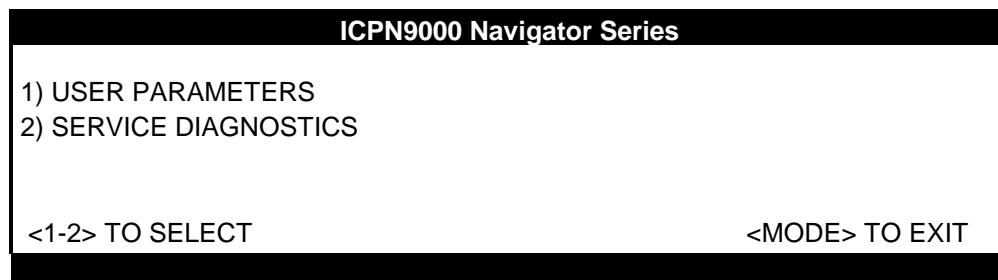 ICPN9000 Navigator Series
1) USER PARAMETERS
2) SERVICE DIAGNOSTICS
<1-2> TO SELECT <MODE> TO EXIT